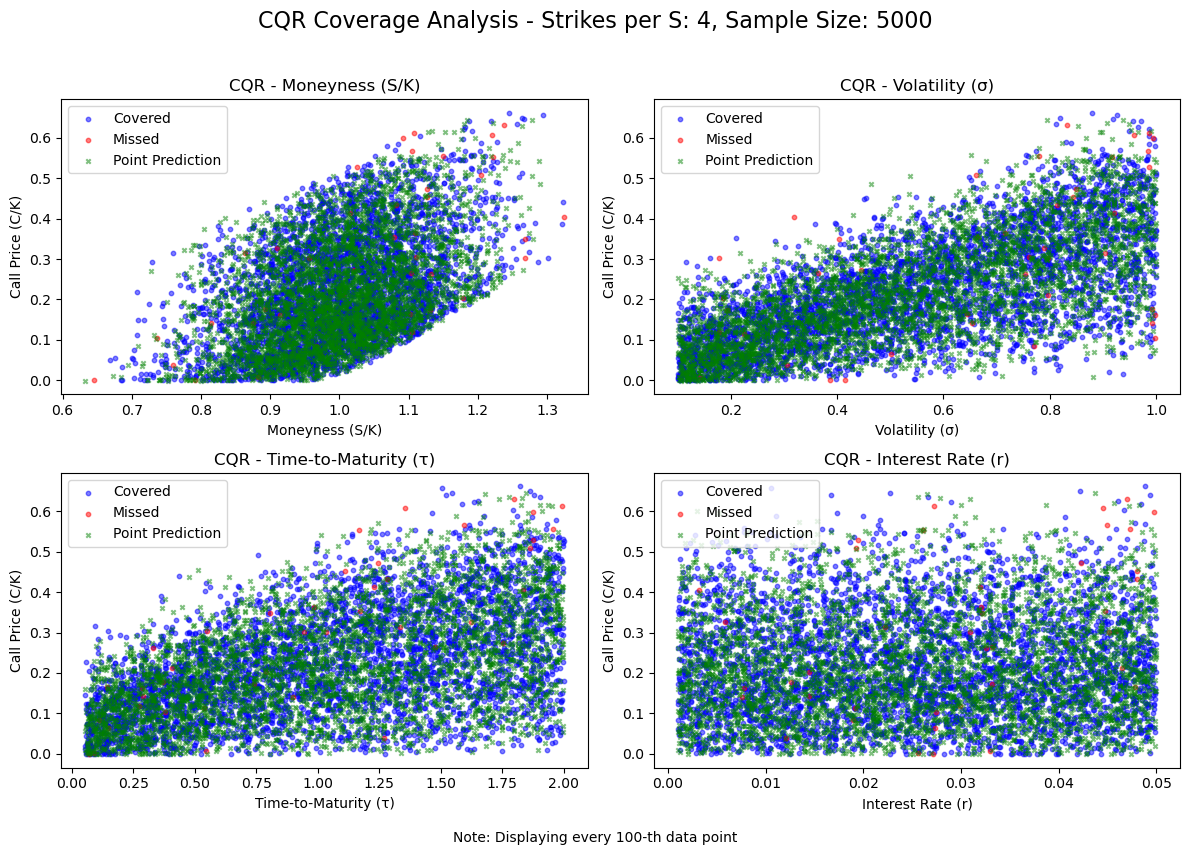 CQR Coverage Analysis - Strikes per S: 4, Sample Size: 5000
CQR - Moneyness (S/K)
Covered
Missed
Point Prediction
Call Price (C/K)
0.6
0.5
0.4
0.3
0.2
0.1
0.0
0.6 0.7 0.8 0.9 1.0 1.1 1.2 1.3
Moneyness (S/K)
CQR - Volatility (σ)
Covered
Missed
Point Prediction
Call Price (C/K)
0.6
0.5
0.4
0.3
0.2
0.1
0.0
0.2 0.4 0.6 0.8 1.0
Volatility (σ)
CQR - Time-to-Maturity (τ)
Covered
Missed
Point Prediction
Call Price (C/K)
0.6
0.5
0.4
0.3
0.2
0.1
0.0
0.00 0.25 0.50 0.75 1.00 1.25 1.50 1.75 2.00
Time-to-Maturity (τ)
CQR - Interest Rate (r)
Covered
Missed
Point Prediction
Call Price (C/K)
0.6
0.5
0.4
0.3
0.2
0.1
0.0
0.00 0.01 0.02 0.03 0.04 0.05
Interest Rate (r)
Note: Displaying every 100-th data point